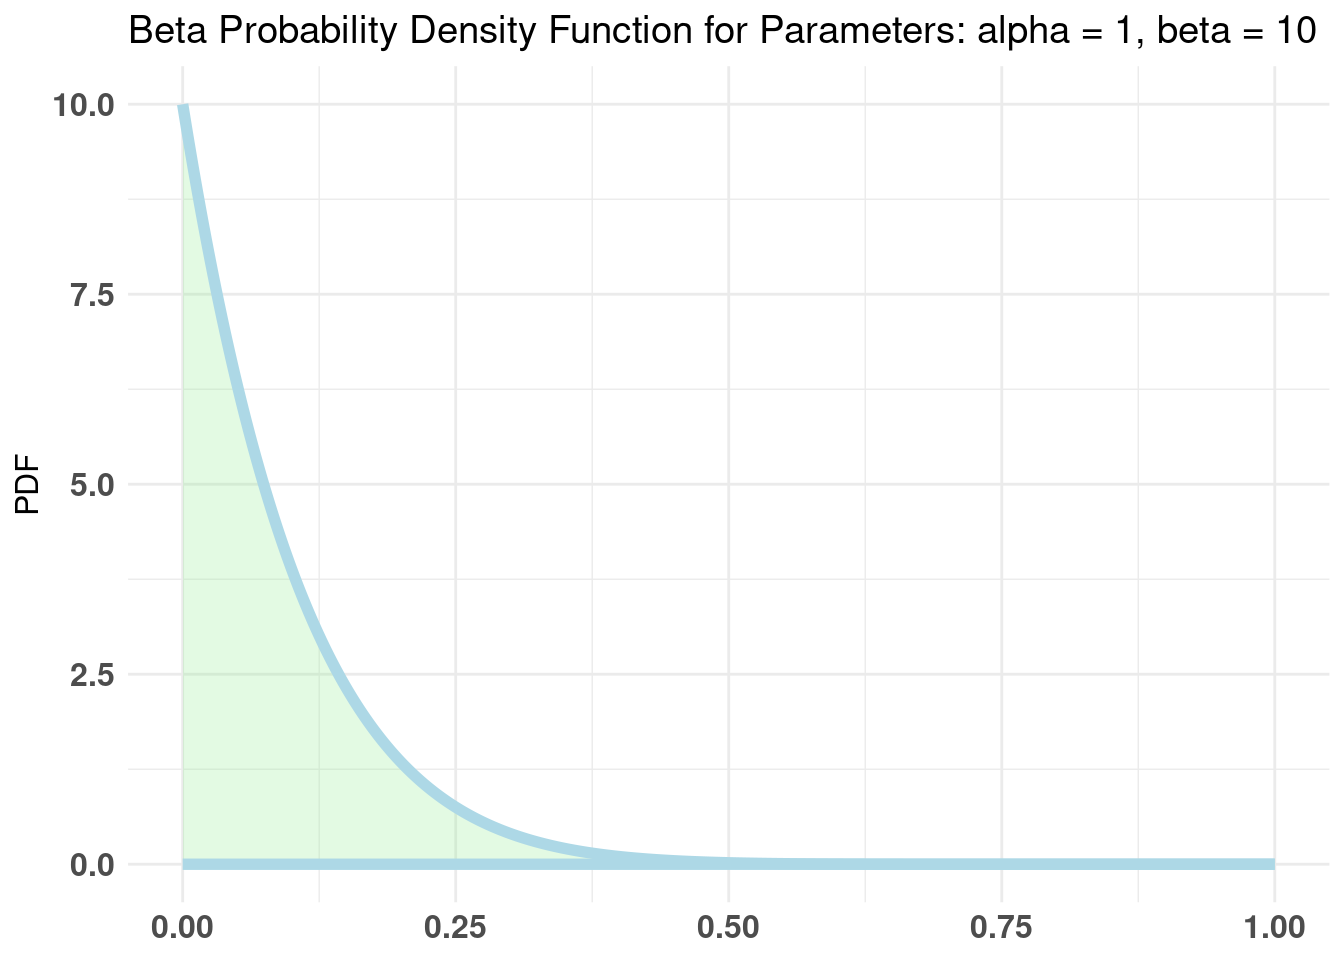 Beta Probability Density Function for Parameters: alpha = 1, beta = 10
10.0
7.5
5.0
2.5
0.0
PDF
0.00 0.25 0.50 0.75 1.00